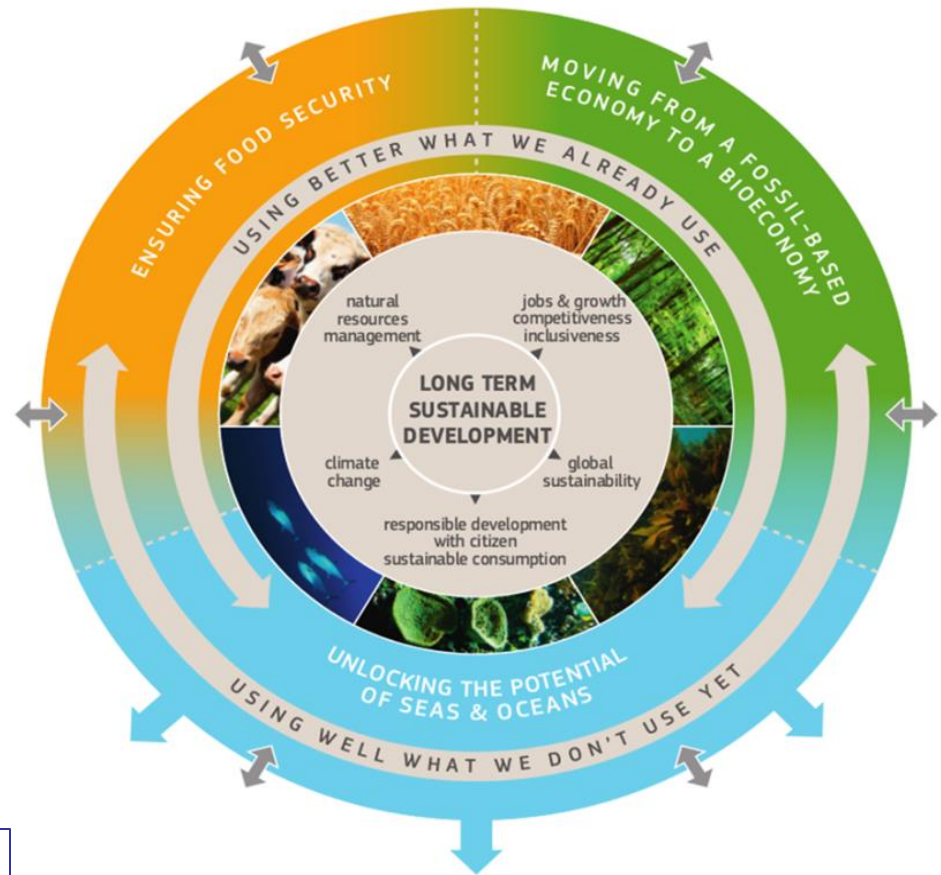 ENSURING FOOD SECURITY
MOVING FROM A FOSSIL-BASED
ECONOMY TO A BIOECONOMY
USING BETTER WHAT WE ALREADY USE
natural
resources
management
jobs & growth
competitiveness
inclusiveness
LONG TERM
SUSTAINABLE
DEVELOPMENT
climate
change
global
sustainability
responsible development
with citizen
sustainable consumption
UNLOCKING THE POTENTIAL
OF SEAS & OCEANS
USING WELL WHAT WE DON'T USE YET